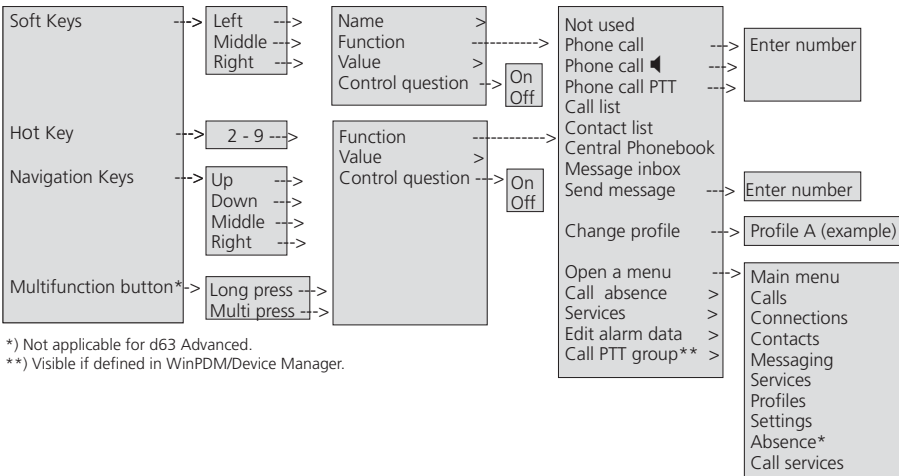 Soft Keys --->
Left --->
Middle --->
Right --->
Name >
Function ----------->
Value >
Control question -->
On
Off
Hot Key --->
2 - 9 --->
Navigation Keys --->
Up --->
Down --->
Middle --->
Right --->
Multifunction button*->
Long press --->
Multi press --->
Function ----------->
Value >
Control question --->
On
Off
Not used
Phone call --->
Phone call --->
Phone call PTT --->
Enter number
Call list
Contact list
Central Phonebook
Message inbox
Send message --->
Enter number
Change profile --->
Profile A (example)
Open a menu --->
Call absence >
Services >
Edit alarm data >
Call PTT group** >
Main menu
Calls
Connections
Contacts
Messaging
Services
Profiles
Settings
Absence*
Call services
*) Not applicable for d63 Advanced.
**) Visible if defined in WinPDM/Device Manager.